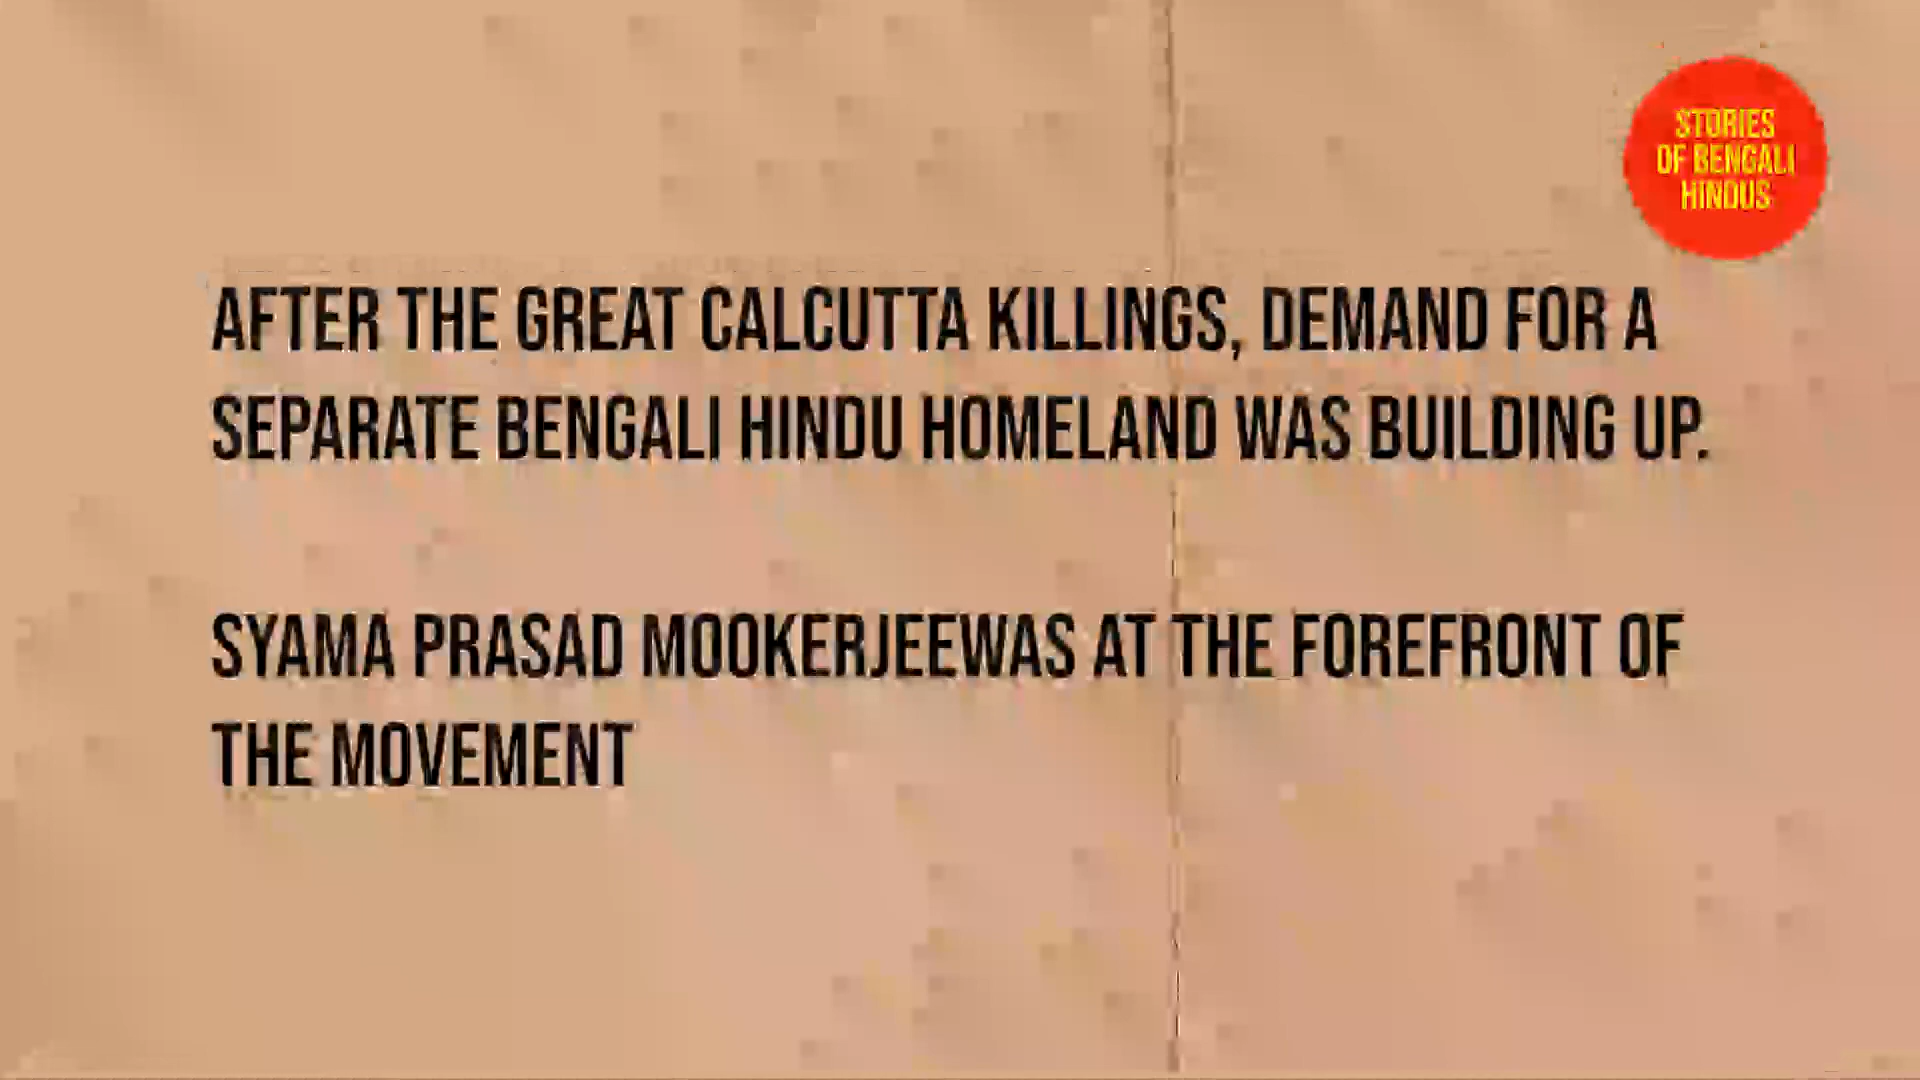 STORIES
OF BENGALI
HINDUS
AFTER THE GREAT CALCUTTA KILLINGS, DEMAND FOR A
SEPARATE BENGALI HINDU HOMELAND WAS BUILDING UP.
SYAMA PRASAD MOOKERJEEWAS AT THE FOREFRONT OF
THE MOVEMENT